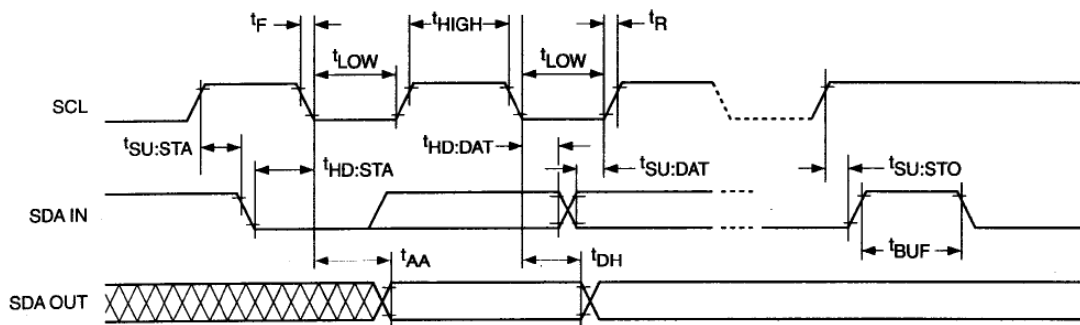 tF
tHIGH
tR
tLOW
tLOW
SCL
tSU:STA
tHD:STA
tHD:DAT
tSU:DAT
tSU:STO
SDA IN
tBUF
tAA
tDH
SDA OUT